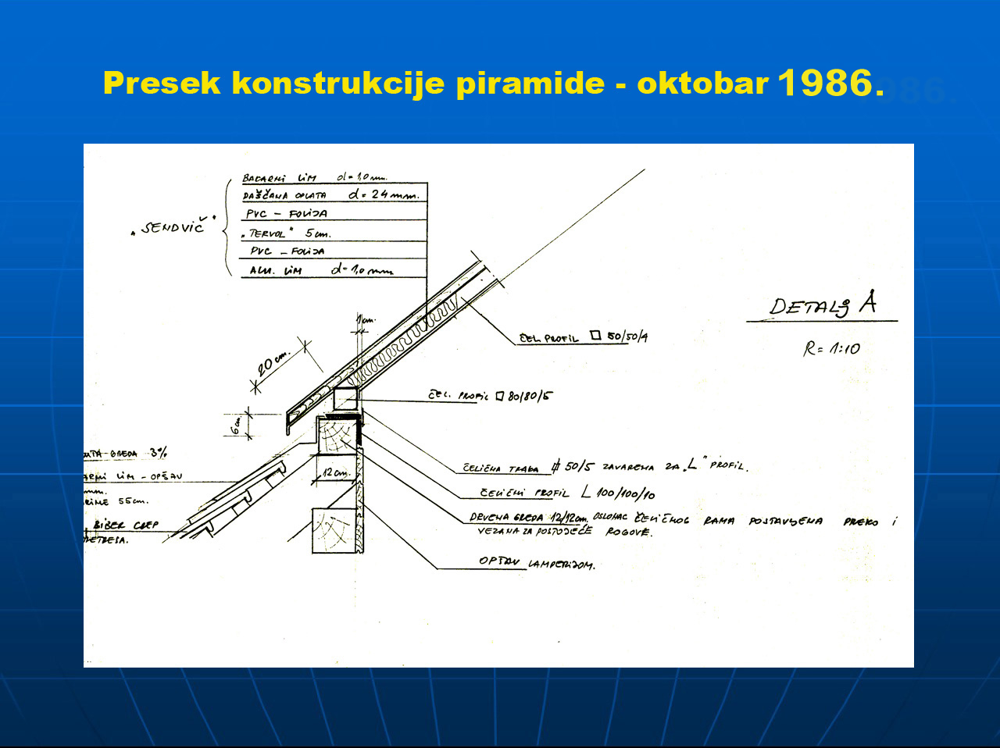 Presek konstrukcije piramide - oktobar 1986.
BAKARNI LIM d=1,0 mm.
DAŠČANA OPLATA d=24 mm.
PVC - FOLIJA
„SENDVIČ"
„TERVOL" 5 cm.
PVC - FOLIJA
ALU. LIM d=1,0 mm.
DETALJ A
R=1:10
1 cm.
ČEL. PROFIL □ 50/50/4
20 cm.
ČEL. PROFIL □ 80/80/5
6 cm.
GREDA 3%
ČELIČNA TRAKA 50/5 ZAVARENA ZA „L" PROFIL.
12 cm.
LIM - OPŠAV
mm.
ČELIČNI PROFIL L 100/100/10
55 cm.
DRVENA GREDA 12/12 cm. OSLONAC ČELIČNOG RAMA POSTAVLJENA PREKO I
VEZANA ZA POSTOJEĆE ROGOVE.
BIBER CREP
OPŠAV LAMPERIJOM.